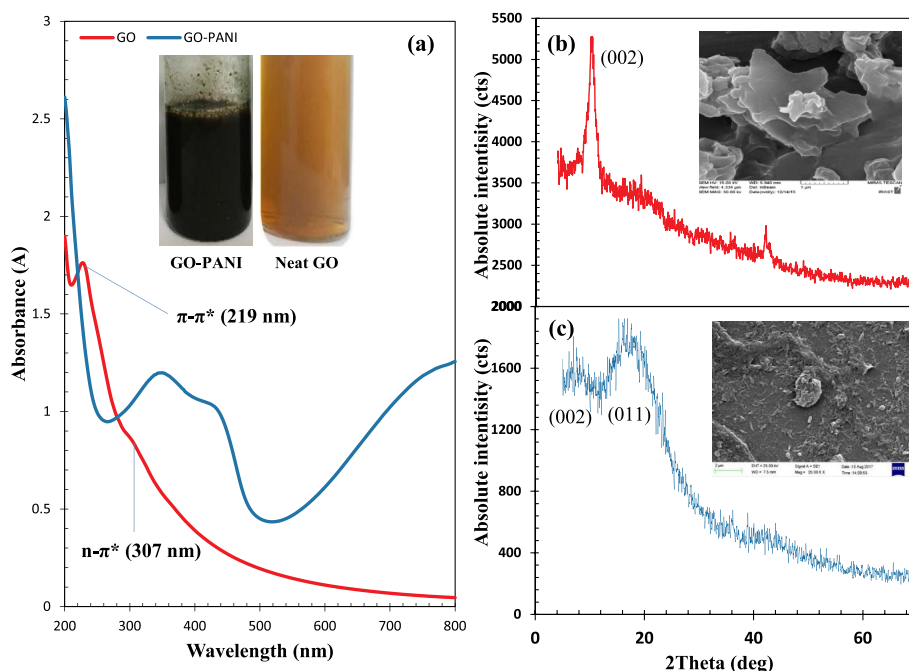 GO
GO-PANI
(a)
3
2.5
2
1.5
1
0.5
0
GO-PANI
Neat GO
π-π* (219 nm)
n-π* (307 nm)
Absorbance (A)
200
300
400
500
600
700
800
Wavelength (nm)
(b)
(002)
5500
5000
4500
4000
3500
3000
2500
2000
Absolute intentisity (cts)
(c)
(002)
(011)
2000
1600
1200
800
400
0
Absolute intentisity (cts)
0
20
40
60
2Theta (deg)